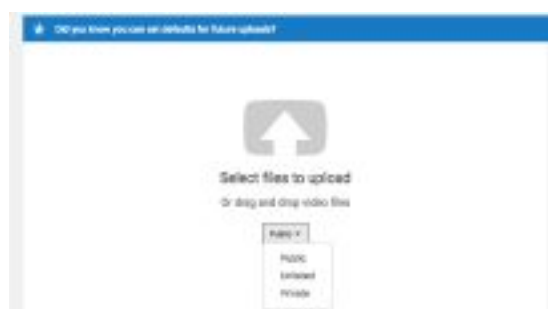 Did you know you can set defaults for future uploads?
Select files to upload
Or drag and drop video files
Public
Public
Unlisted
Private